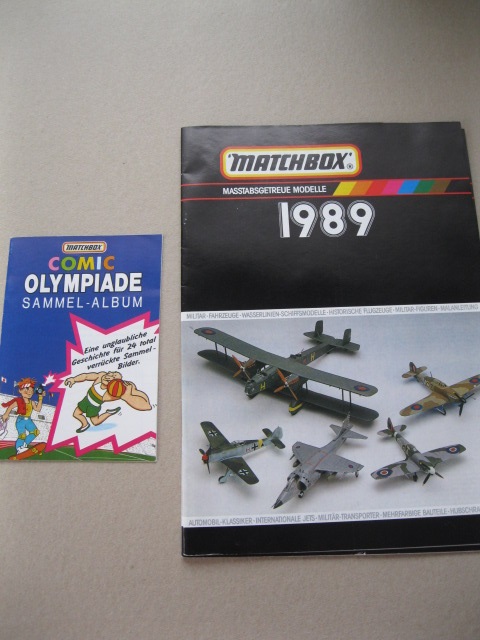 MATCHBOX
COMIC
OLYMPIADE
SAMMEL-ALBUM
Eine unglaubliche
Geschichte für 24 total
verrückte Sammel-
Bilder.
"MATCHBOX"®
MASSTABSGETREUE MODELLE
1989
MILITÄR-FAHRZEUGE-WASSERLINIEN-SCHIFFSMODELLE-HISTORISCHE FLUGZEUGE-MILITÄR-FIGUREN-MALANLEITUNG
AUTOMOBIL-KLASSIKER-INTERNATIONALE JETS-MILITÄR-TRANSPORTER-MEHRFARBIGE BAUTEILE-HUBSCHRAUBER